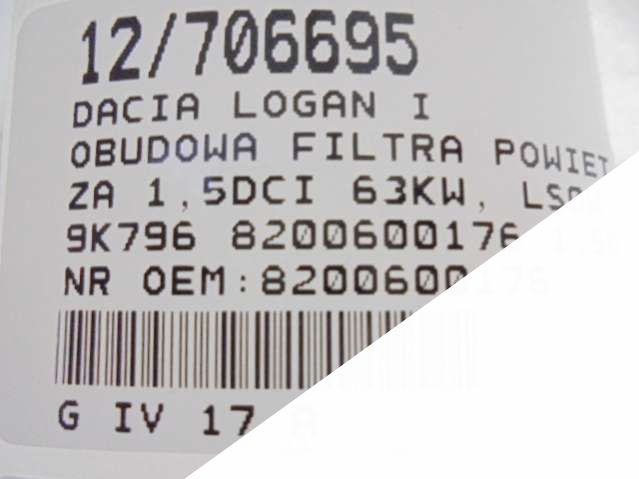 12/706695
DACIA LOGAN I
OBUDOWA FILTRA POWIET
ZA 1,5DCI 63KW,
9K796 8200600176
NR OEM:8200600176
G IV 17